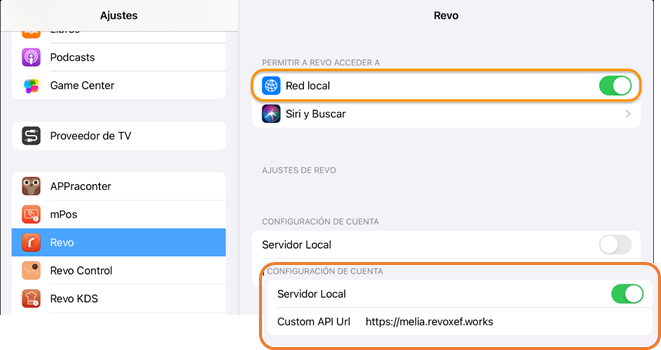 Ajustes
Revo
Libros
Podcasts
Game Center
Proveedor de TV
APPraconter
mPos
Revo
Revo Control
Revo KDS
PERMITIR A REVO ACCEDER A
Red local
Siri y Buscar
AJUSTES DE REVO
CONFIGURACIÓN DE CUENTA
Servidor Local
CONFIGURACIÓN DE CUENTA
Servidor Local
Custom API Url https://melia.revoxef.works